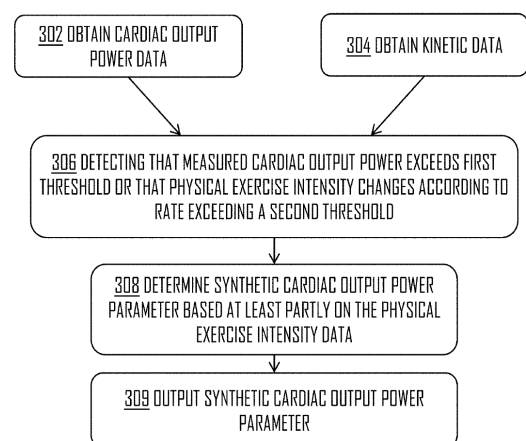 302 OBTAIN CARDIAC OUTPUT
POWER DATA
304 OBTAIN KINETIC DATA
306 DETECTING THAT MEASURED CARDIAC OUTPUT POWER EXCEEDS FIRST
THRESHOLD OR THAT PHYSICAL EXERCISE INTENSITY CHANGES ACCORDING TO
RATE EXCEEDING A SECOND THRESHOLD
308 DETERMINE SYNTHETIC CARDIAC OUTPUT POWER
PARAMETER BASED AT LEAST PARTLY ON THE PHYSICAL
EXERCISE INTENSITY DATA
309 OUTPUT SYNTHETIC CARDIAC OUTPUT POWER
PARAMETER